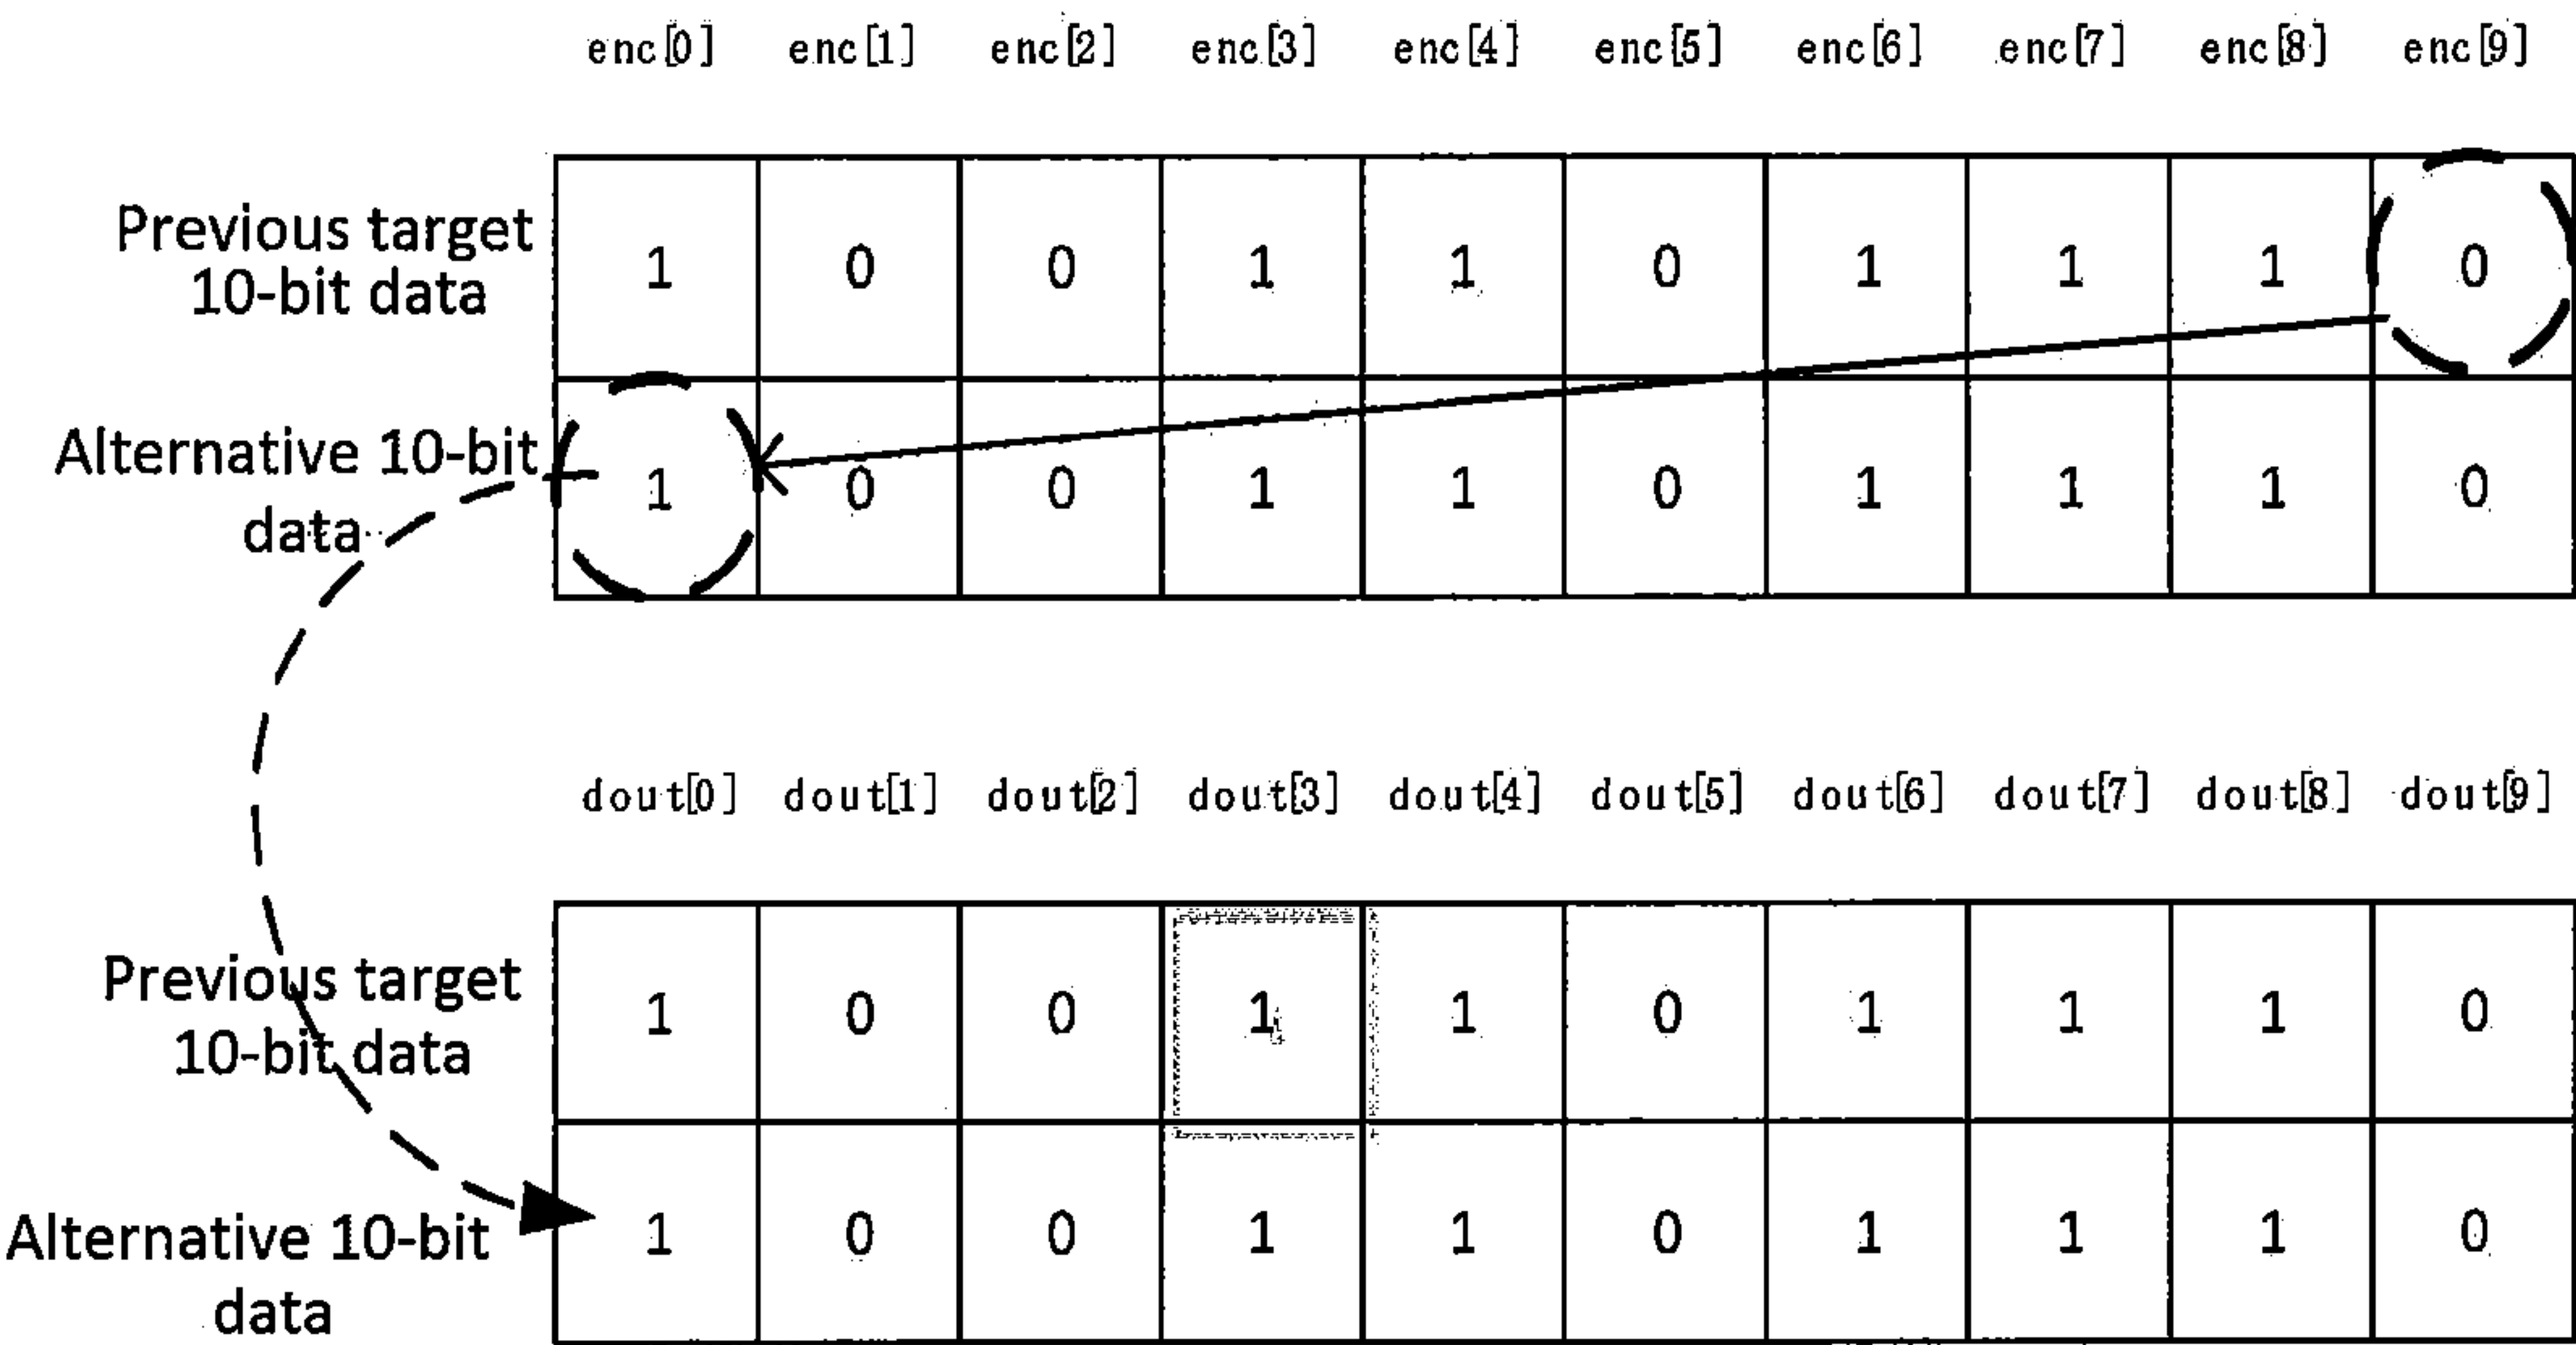 enc[0] enc[1] enc[2] enc[3] enc[4] enc[5] enc[6] enc[7] enc[8] enc[9]
Previous target
10-bit data
1 0 0 1 1 0 1 1 1 0
Alternative 10-bit
data
1 0 0 1 1 0 1 1 1 0
dout[0] dout[1] dout[2] dout[3] dout[4] dout[5] dout[6] dout[7] dout[8] dout[9]
Previous target
10-bit data
1 0 0 1 1 0 1 1 1 0
Alternative 10-bit
data
1 0 0 1 1 0 1 1 1 0